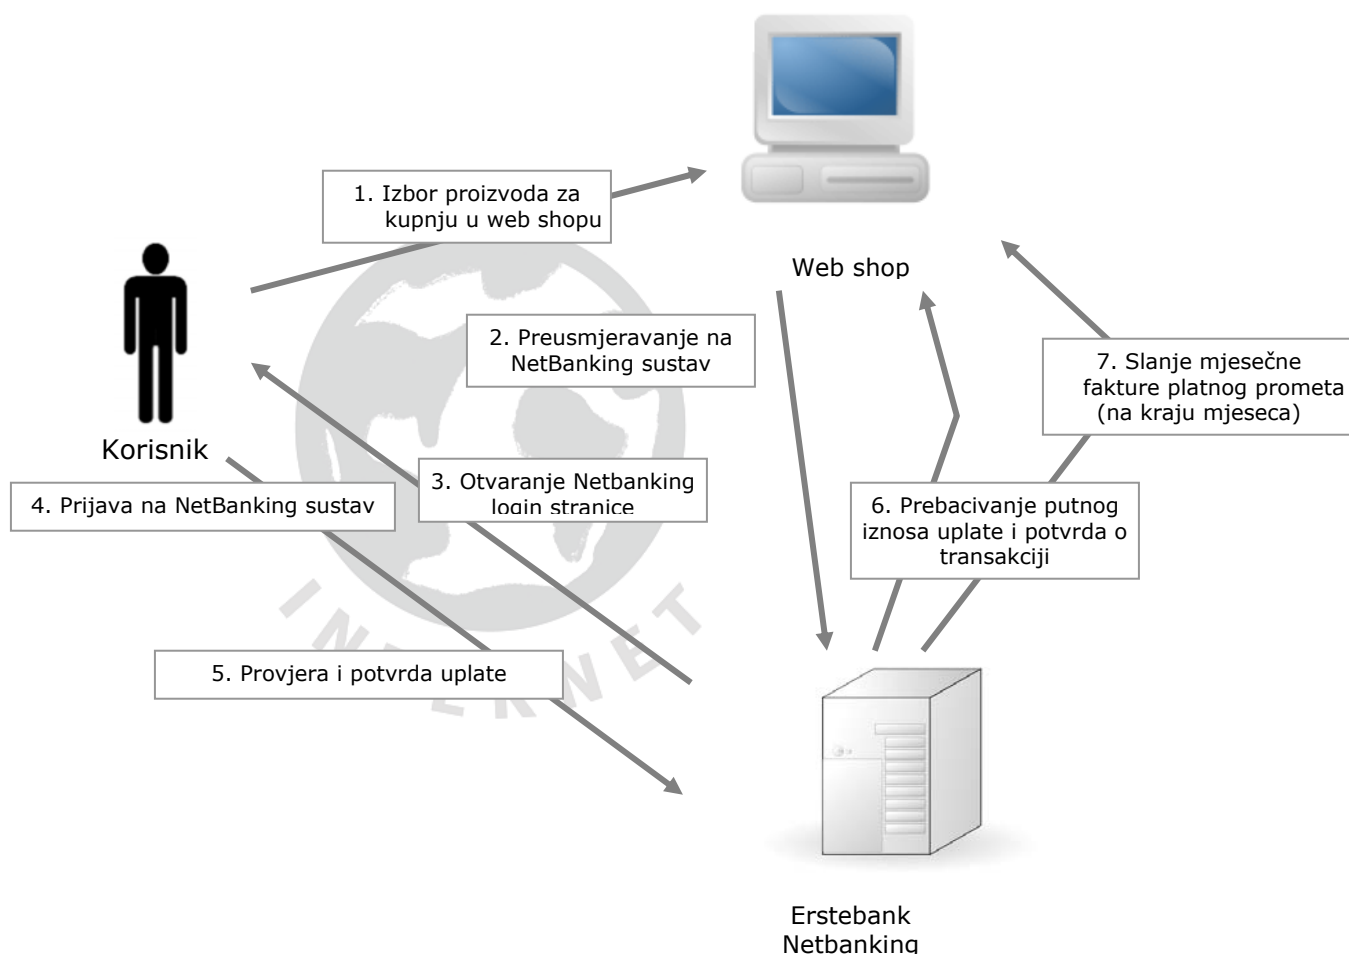 1. Izbor proizvoda za
kupnju u web shopu
Web shop
2. Preusmjeravanje na
NetBanking sustav
7. Slanje mjesečne
fakture platnog prometa
(na kraju mjeseca)
Korisnik
3. Otvaranje Netbanking
login stranice
4. Prijava na NetBanking sustav
6. Prebacivanje putnog
iznosa uplate i potvrda o
transakciji
5. Provjera i potvrda uplate
INTERNET
Erstebank
Netbanking